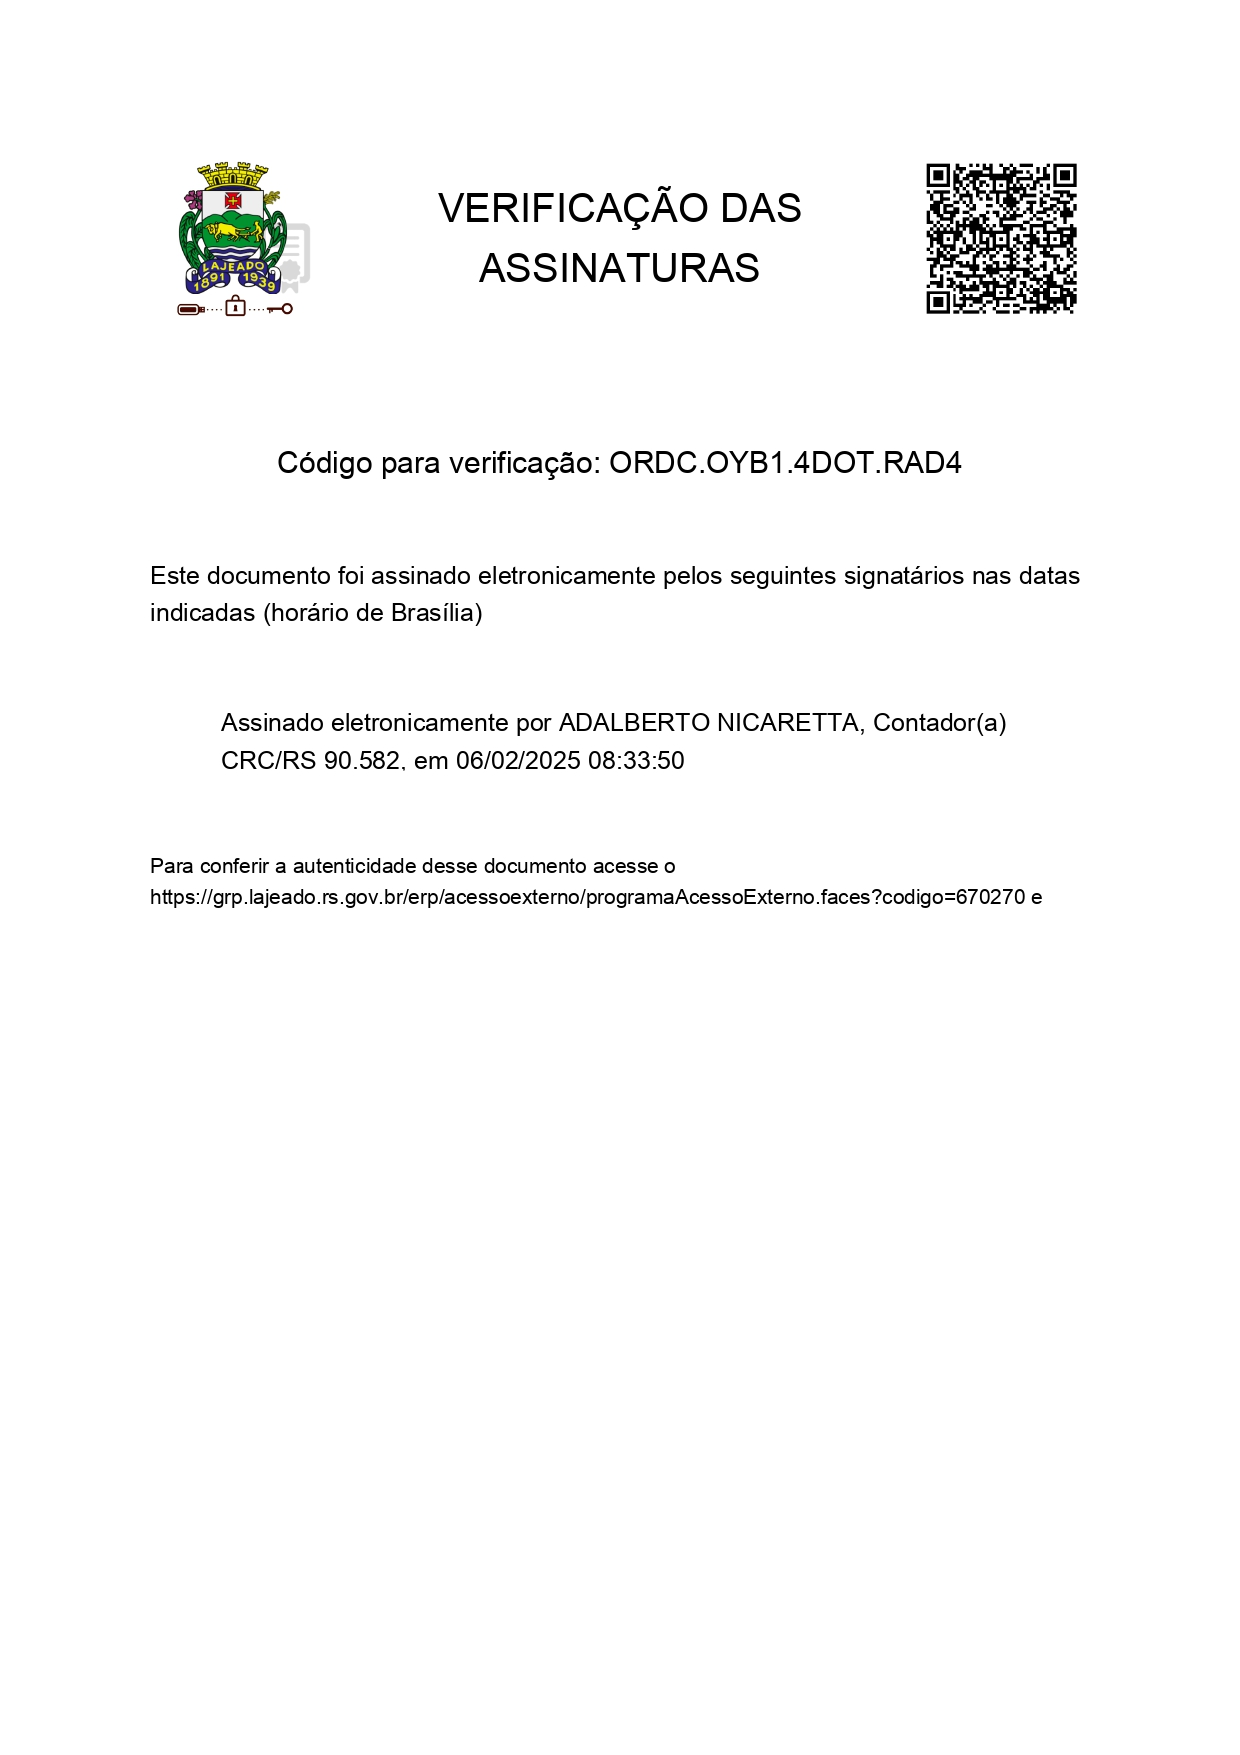 LAJEADO
1891 1939
VERIFICAÇÃO DAS
ASSINATURAS
Código para verificação: ORDC.OYB1.4DOT.RAD4
Este documento foi assinado eletronicamente pelos seguintes signatários nas datas
indicadas (horário de Brasília)
Assinado eletronicamente por ADALBERTO NICARETTA, Contador(a)
CRC/RS 90.582, em 06/02/2025 08:33:50
Para conferir a autenticidade desse documento acesse o
https://grp.lajeado.rs.gov.br/erp/acessoexterno/programaAcessoExterno.faces?codigo=670270 e